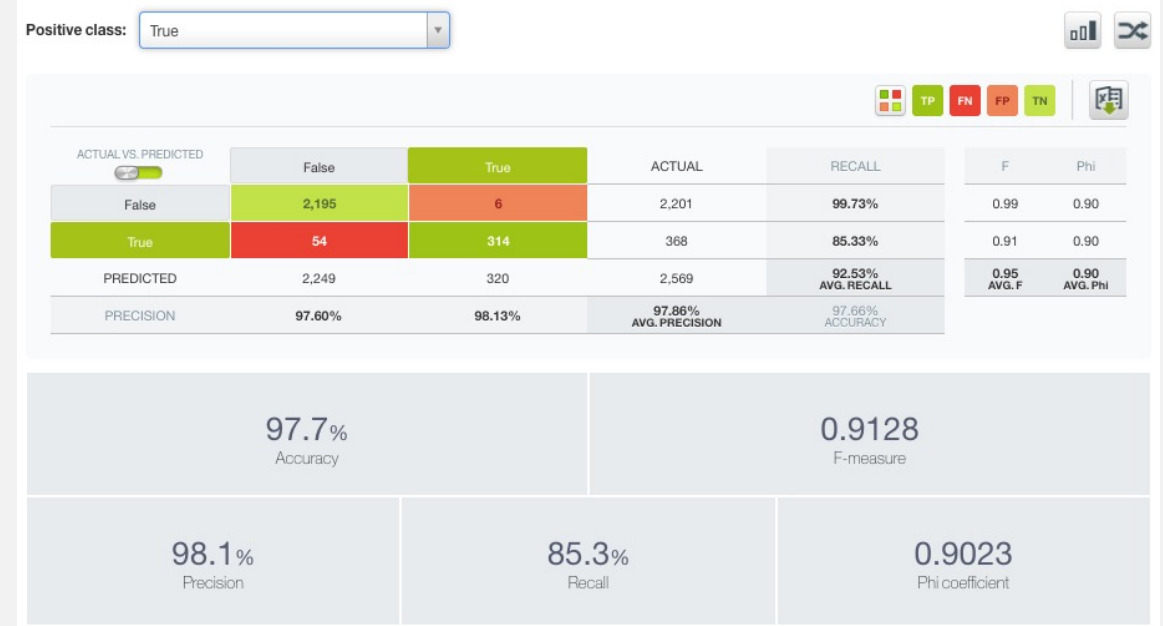 Positive class: True
TP FN FP TN
ACTUAL VS. PREDICTED False True ACTUAL RECALL F Phi
False 2,195 6 2,201 99.73% 0.99 0.90
True 54 314 368 85.33% 0.91 0.90
PREDICTED 2,249 320 2,569 92.53% AVG. RECALL 0.95 AVG. F 0.90 AVG. Phi
PRECISION 97.60% 98.13% 97.86% AVG. PRECISION 97.66% ACCURACY
97.7%
Accuracy
0.9128
F-measure
98.1%
Precision
85.3%
Recall
0.9023
Phi coefficient